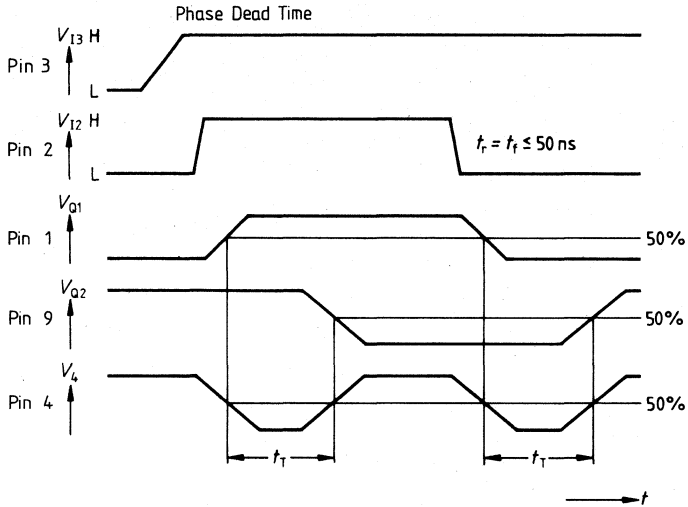 Phase Dead Time
V_I3 H
Pin 3
L
V_I2 H
Pin 2
L
t_r = t_f ≤ 50 ns
V_Q1
Pin 1
50%
V_Q2
Pin 9
50%
V_4
Pin 4
50%
t_T
t_T
t